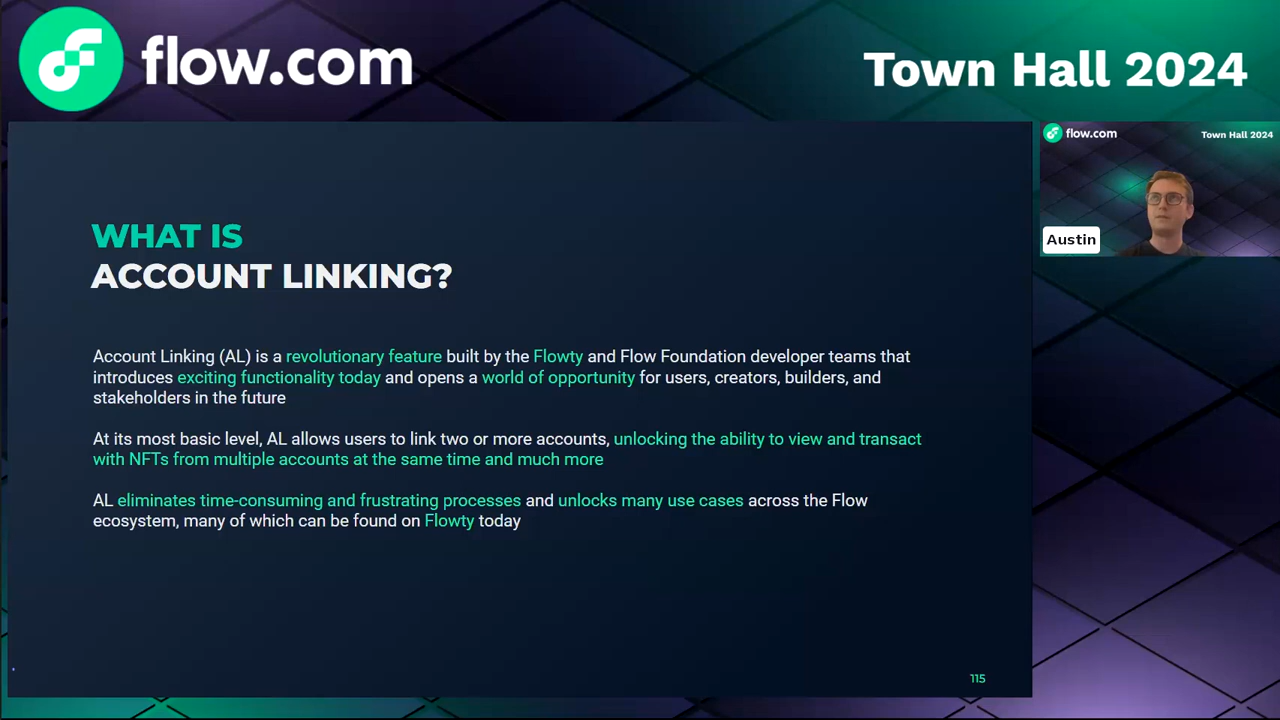 flow.com
Town Hall 2024
flow.com
Town Hall 2024
Austin
WHAT IS
ACCOUNT LINKING?
Account Linking (AL) is a revolutionary feature built by the Flowty and Flow Foundation developer teams that
introduces exciting functionality today and opens a world of opportunity for users, creators, builders, and
stakeholders in the future
At its most basic level, AL allows users to link two or more accounts, unlocking the ability to view and transact
with NFTs from multiple accounts at the same time and much more
AL eliminates time-consuming and frustrating processes and unlocks many use cases across the Flow
ecosystem, many of which can be found on Flowty today
115